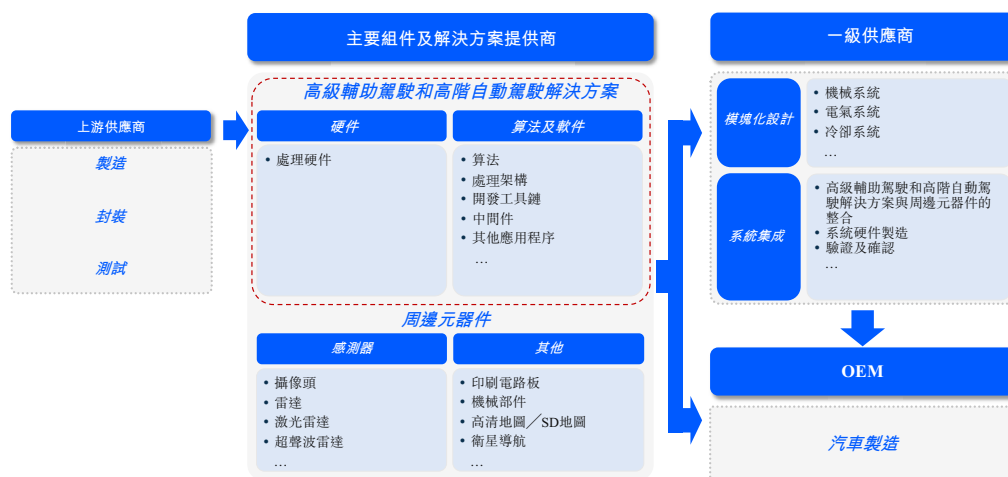 上游供應商
製造
封裝
測試
主要組件及解決方案提供商
高級輔助駕駛和高階自動駕駛解決方案
硬件
• 處理硬件
算法及軟件
• 算法
• 處理架構
• 開發工具鏈
• 中間件
• 其他應用程序
…
周邊元器件
感測器
• 攝像頭
• 雷達
• 激光雷達
• 超聲波雷達
…
其他
• 印刷電路板
• 機械部件
• 高清地圖／SD地圖
• 衛星導航
…
一級供應商
模塊化設計
• 機械系統
• 電氣系統
• 冷卻系統
…
系統集成
• 高級輔助駕駛和高階自動駕
駛解決方案與周邊元器件的
整合
• 系統硬件製造
• 驗證及確認
…
OEM
汽車製造